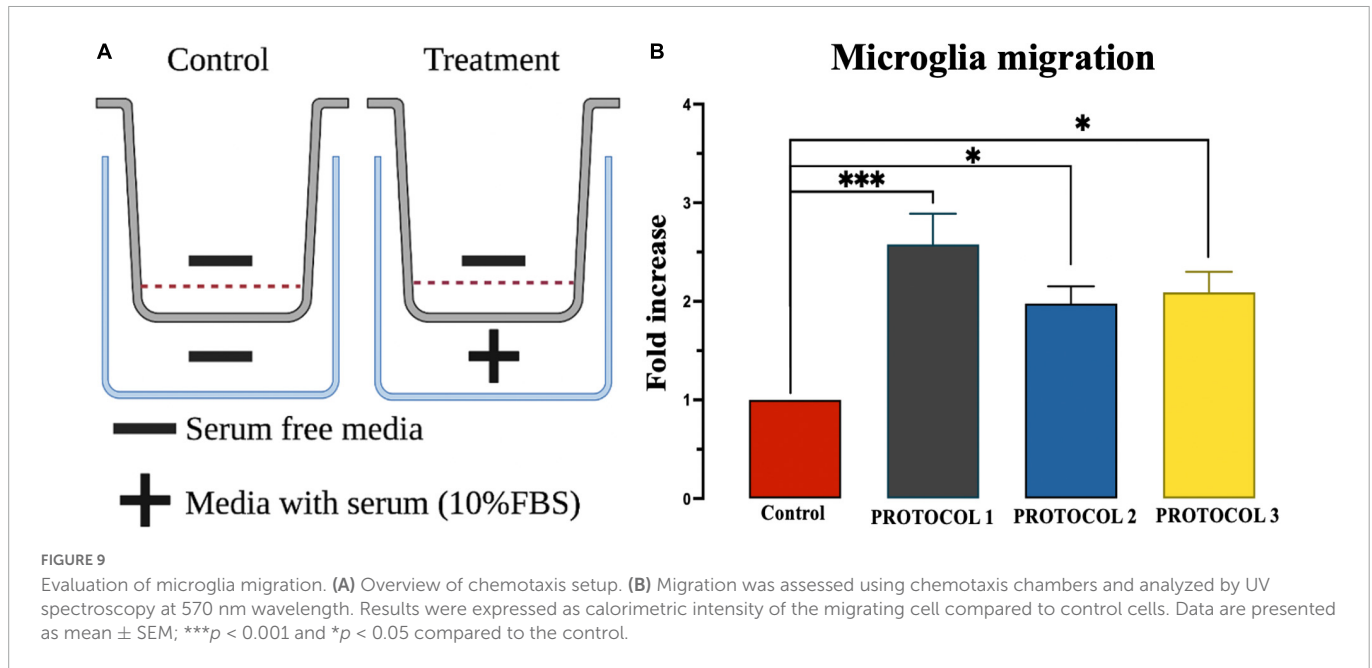 A
Control
Treatment
Serum free media
Media with serum (10%FBS)
B
Microglia migration
Fold increase
4
3
2
1
0
***
*
*
Control
PROTOCOL 1
PROTOCOL 2
PROTOCOL 3
FIGURE 9
Evaluation of microglia migration. (A) Overview of chemotaxis setup. (B) Migration was assessed using chemotaxis chambers and analyzed by UV
spectroscopy at 570 nm wavelength. Results were expressed as calorimetric intensity of the migrating cell compared to control cells. Data are presented
as mean ± SEM; ***p < 0.001 and *p < 0.05 compared to the control.